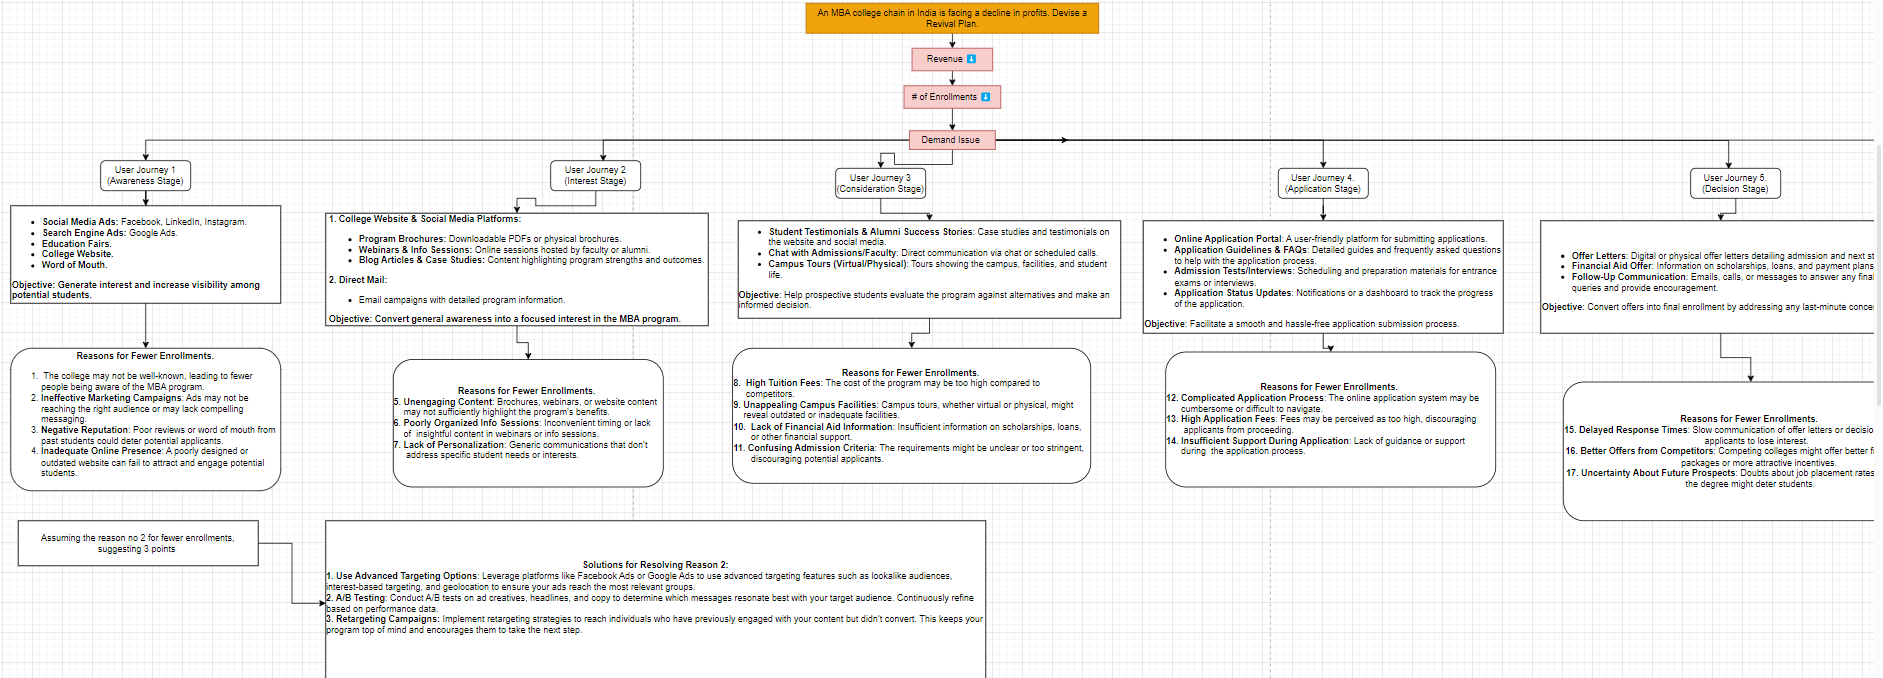 An MBA college chain in India is facing a decline in profits. Devise a
Revival Plan.
Revenue ⬇️
# of Enrollments ⬇️
Demand Issue
User Journey 1
(Awareness Stage)
Social Media Ads: Facebook, LinkedIn, Instagram.
Search Engine Ads: Google Ads.
Education Fairs.
College Website.
Word of Mouth.
Objective: Generate interest and increase visibility among
potential students.
Reasons for Fewer Enrollments.
1. The college may not be well-known, leading to fewer
people being aware of the MBA program.
2. Ineffective Marketing Campaigns: Ads may not be
reaching the right audience or may lack compelling
messaging.
3. Negative Reputation: Poor reviews or word of mouth from
past students could deter potential applicants.
4. Inadequate Online Presence: A poorly designed or
outdated website can fail to attract and engage potential
students.
User Journey 2
(Interest Stage)
1. College Website & Social Media Platforms:
Program Brochures: Downloadable PDFs or physical brochures.
Webinars & Info Sessions: Online sessions hosted by faculty or alumni.
Blog Articles & Case Studies: Content highlighting program strengths and outcomes.
2. Direct Mail:
Email campaigns with detailed program information.
Objective: Convert general awareness into a focused interest in the MBA program.
Reasons for Fewer Enrollments.
5. Unengaging Content: Brochures, webinars, or website content
may not sufficiently highlight the program's benefits.
6. Poorly Organized Info Sessions: Inconvenient timing or lack
of insightful content in webinars or info sessions.
7. Lack of Personalization: Generic communications that don't
address specific student needs or interests.
User Journey 3
(Consideration Stage)
Student Testimonials & Alumni Success Stories: Case studies and testimonials on
the website and social media.
Chat with Admissions/Faculty: Direct communication via chat or scheduled calls.
Campus Tours (Virtual/Physical): Tours showing the campus, facilities, and student
life.
Objective: Help prospective students evaluate the program against alternatives and make an
informed decision.
Reasons for Fewer Enrollments.
8. High Tuition Fees: The cost of the program may be too high compared to
competitors.
9. Unappealing Campus Facilities: Campus tours, whether virtual or physical, might
reveal outdated or inadequate facilities.
10. Lack of Financial Aid Information: Insufficient information on scholarships, loans,
or other financial support.
11. Confusing Admission Criteria: The requirements might be unclear or too stringent,
discouraging potential applicants.
User Journey 4.
(Application Stage)
Online Application Portal: A user-friendly platform for submitting applications.
Application Guidelines & FAQs: Detailed guides and frequently asked questions
to help with the application process.
Admission Tests/Interviews: Scheduling and preparation materials for entrance
exams or interviews.
Application Status Updates: Notifications or a dashboard to track the progress
of the application.
Objective: Facilitate a smooth and hassle-free application submission process.
Reasons for Fewer Enrollments.
12. Complicated Application Process: The online application system may be
cumbersome or difficult to navigate.
13. High Application Fees: Fees may be perceived as too high, discouraging
applicants from proceeding.
14. Insufficient Support During Application: Lack of guidance or support
during the application process.
User Journey 5.
(Decision Stage)
Offer Letters: Digital or physical offer letters detailing admission and next
Financial Aid Offer: Information on scholarships, loans, and payment plans
Follow-Up Communication: Emails, calls, or messages to answer any
queries and provide encouragement.
Objective: Convert offers into final enrollment by addressing any last-minute
Reasons for Fewer Enrollments.
15. Delayed Response Times: Slow communication of offer letters or
applicants to lose interest.
16. Better Offers from Competitors: Competing colleges might offer better
packages or more attractive incentives.
17. Uncertainty About Future Prospects: Doubts about job placement rates
the degree might deter students.
Assuming the reason no 2 for fewer enrollments,
suggesting 3 points
Solutions for Resolving Reason 2:
1. Use Advanced Targeting Options: Leverage platforms like Facebook Ads or Google Ads to use advanced targeting features such as lookalike audiences,
interest-based targeting, and geolocation to ensure your ads reach the most relevant groups.
2. A/B Testing: Conduct A/B tests on ad creatives, headlines, and copy to determine which messages resonate best with your target audience. Continuously refine
based on performance data.
3. Retargeting Campaigns: Implement retargeting strategies to reach individuals who have previously engaged with your content but didn't convert. This keeps your
program top of mind and encourages them to take the next step.